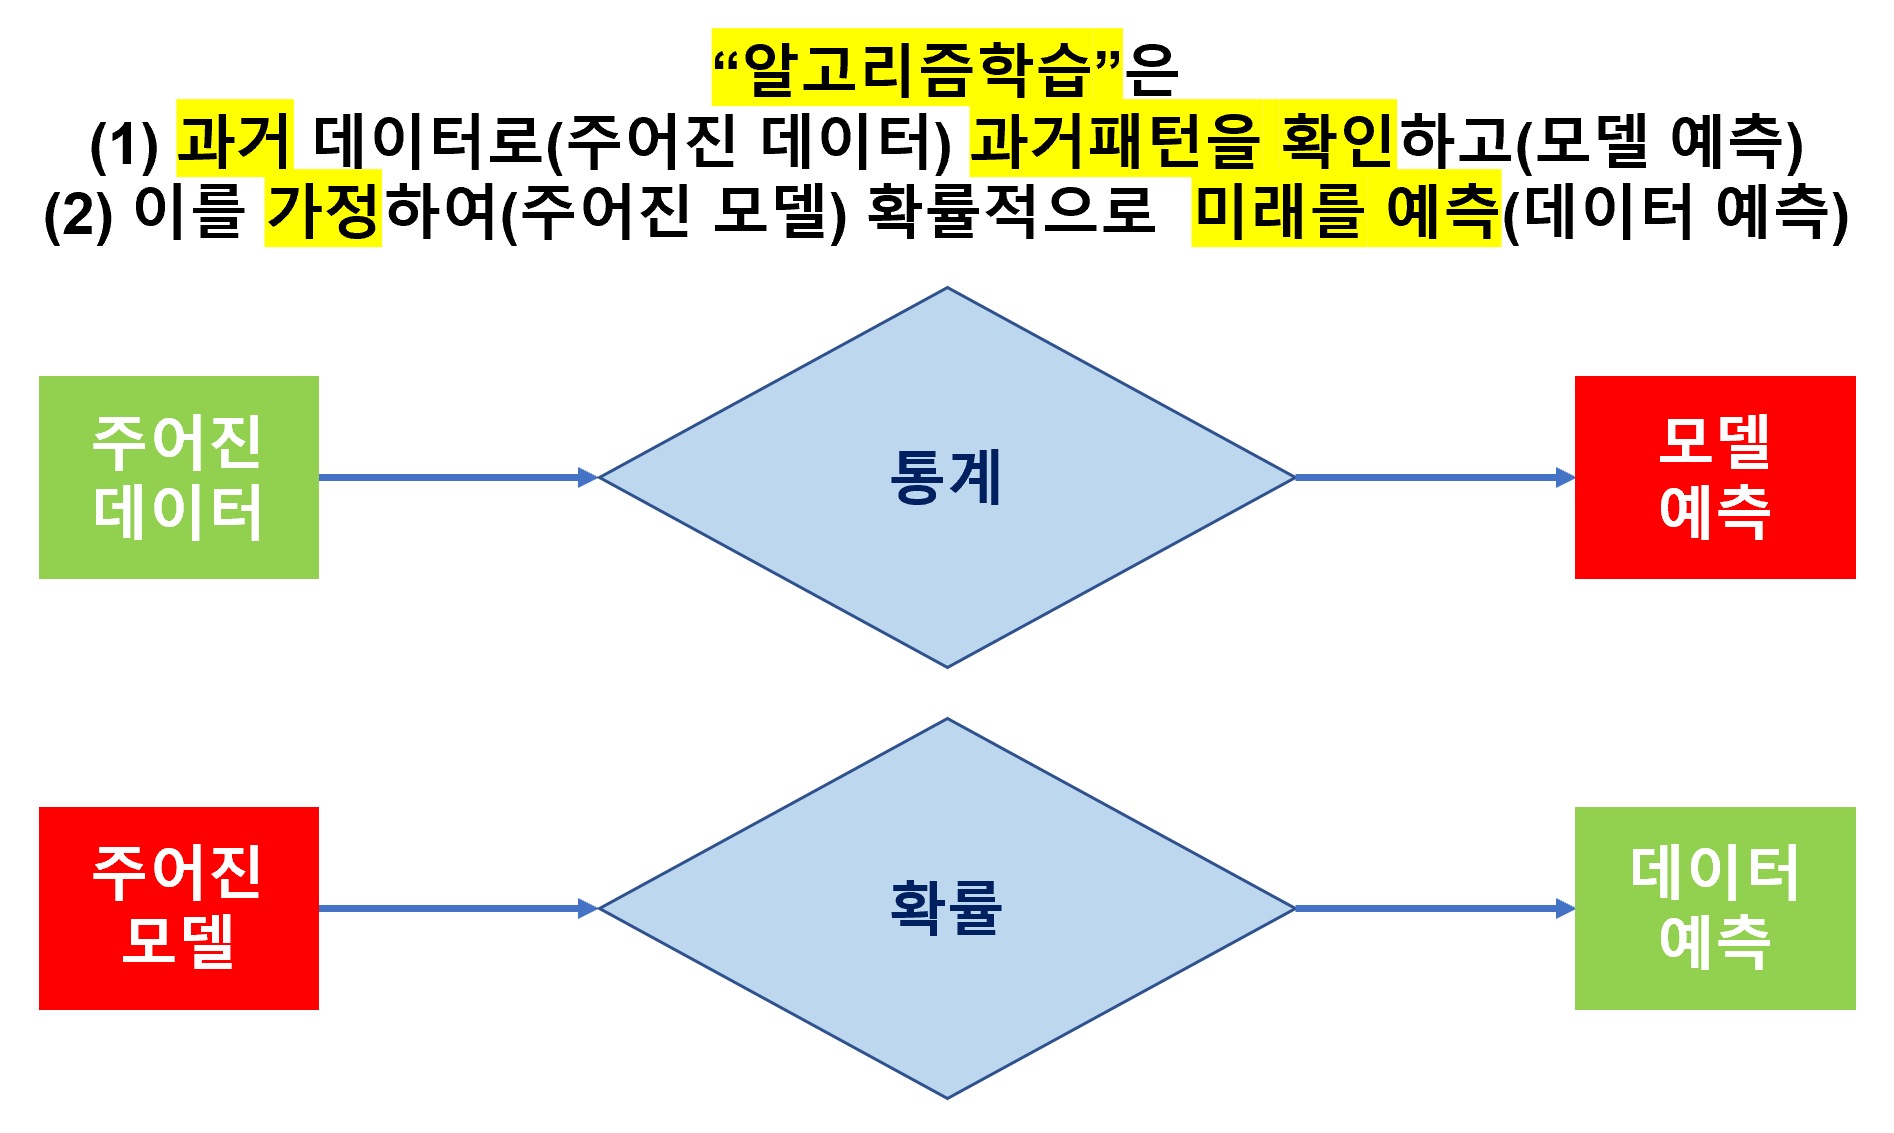 “알고리즘학습”은
(1) 과거 데이터로(주어진 데이터) 과거패턴을 확인하고(모델 예측)
(2) 이를 가정하여(주어진 모델) 확률적으로  미래를 예측(데이터 예측)
주어진
데이터
통계
모델
예측
주어진
모델
확률
데이터
예측